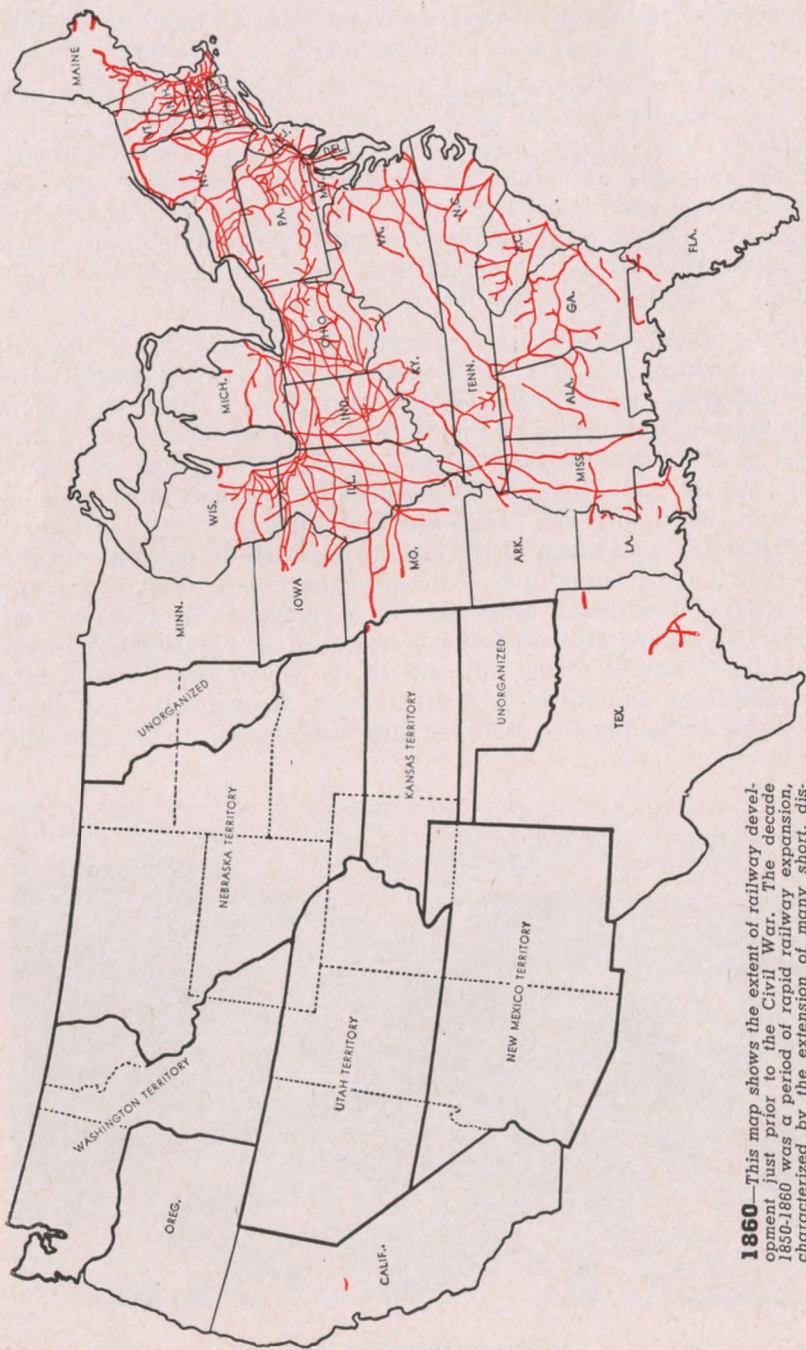 WASHINGTON TERRITORY
OREG.
CALIF.
NEBRASKA TERRITORY
UTAH TERRITORY
NEW MEXICO TERRITORY
UNORGANIZED
KANSAS TERRITORY
UNORGANIZED
TEX.
MINN.
IOWA
MO.
ARK.
LA.
WIS.
ILL.
MISS.
MICH.
IND.
KY.
TENN.
ALA.
OHIO
GA.
FLA.
PA.
VA.
N.C.
S.C.
N.Y.
MD.
DEL.
N.J.
VT.
N.H.
MAINE
1860—This map shows the extent of railway devel-
opment just prior to the Civil War. The decade
1850-1860 was a period of rapid railway expansion,
characterized by the extension of many short, dis-